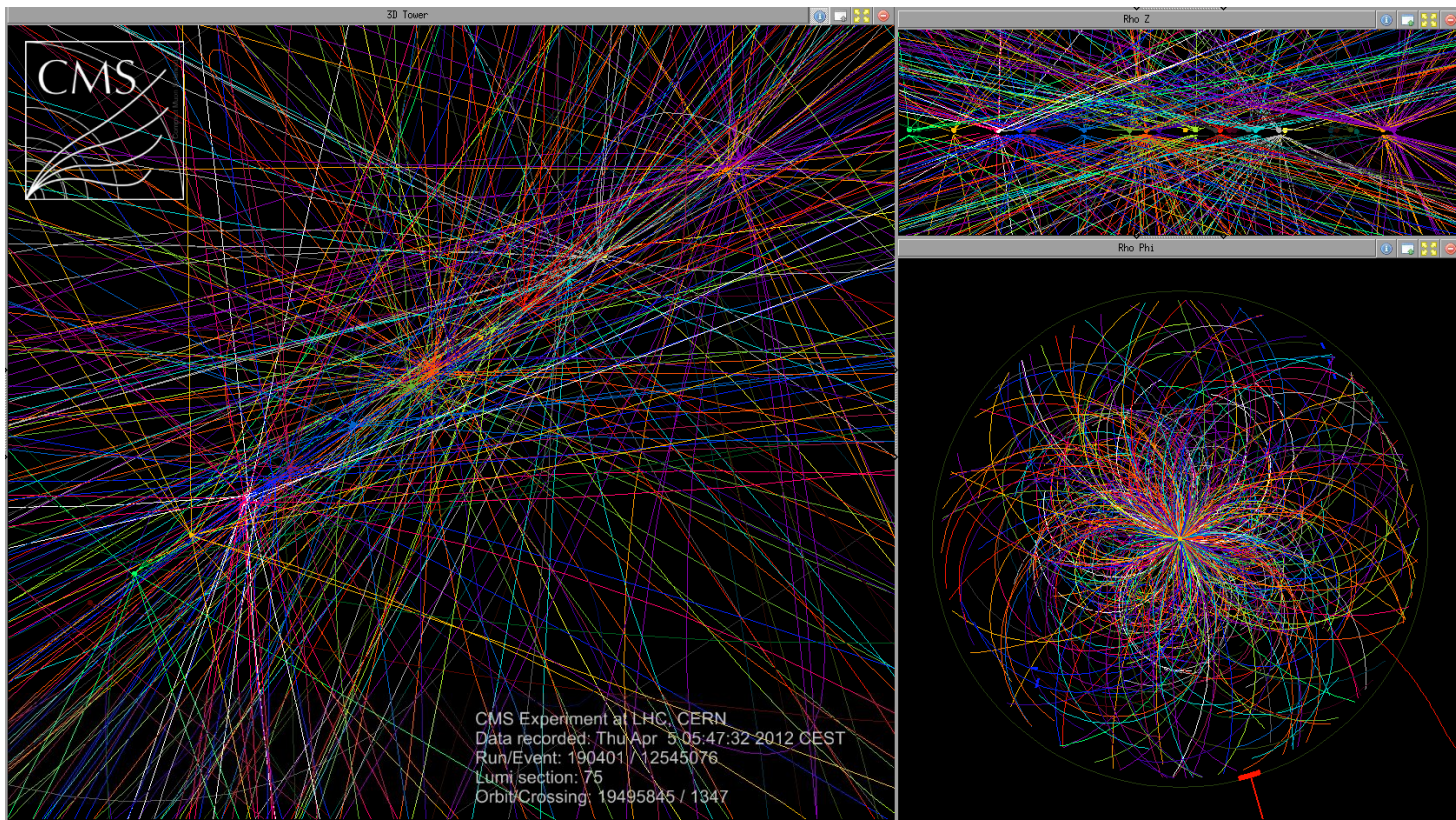 3D Tower
CMS
CMS Experiment at LHC, CERN
Data recorded: Thu Apr 5 05:47:32 2012 CEST
Run/Event: 190401 / 12545076
Lumi section: 75
Orbit/Crossing: 19495845 / 1347
Rho Z
Rho Phi